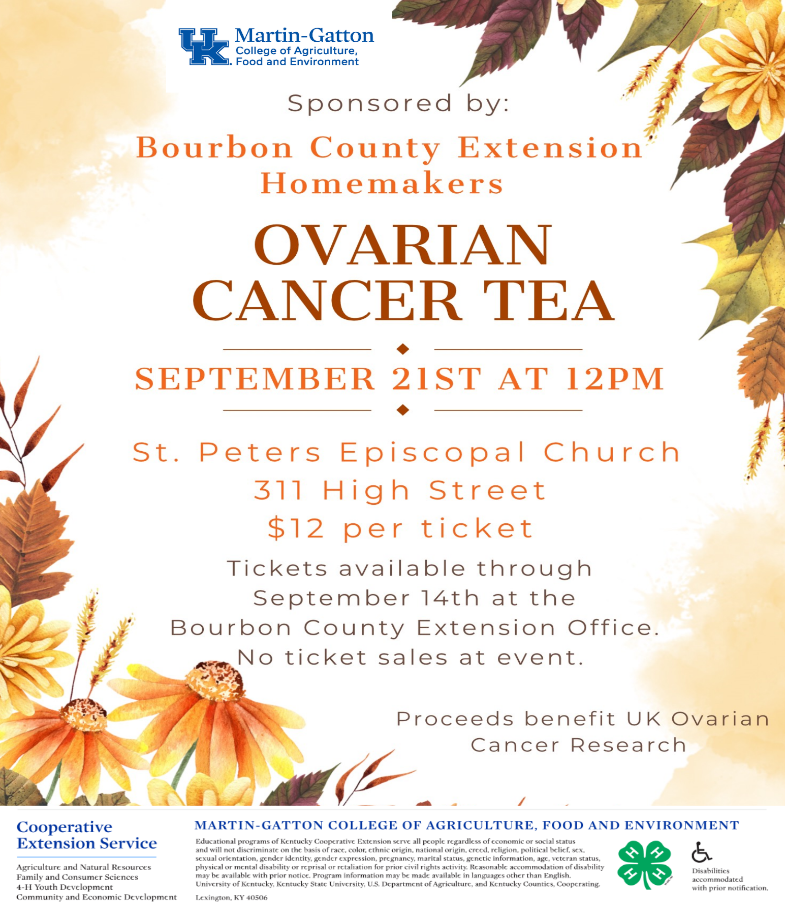 UK
Martin-Gatton
College of Agriculture,
Food and Environment
Sponsored by:
Bourbon County Extension
Homemakers
OVARIAN
CANCER TEA
SEPTEMBER 21ST AT 12PM
St. Peters Episcopal Church
311 High Street
$12 per ticket
Tickets available through
September 14th at the
Bourbon County Extension Office.
No ticket sales at event.
Proceeds benefit UK Ovarian
Cancer Research
Cooperative
Extension Service
Agriculture and Natural Resources
Family and Consumer Sciences
4-H Youth Development
Community and Economic Development
MARTIN-GATTON COLLEGE OF AGRICULTURE, FOOD AND ENVIRONMENT
Educational programs of Kentucky Cooperative Extension serve all people regardless of economic or social status
and will not discriminate on the basis of race, color, ethnic origin, national origin, creed, religion, political belief, sex,
sexual orientation, gender identity, gender expression, pregnancy, marital status, genetic information, age, veteran status,
physical or mental disability or reprisal or retaliation for prior civil rights activity. Reasonable accommodation of disability
may be available with prior notice. Program information may be made available in languages other than English.
University of Kentucky, Kentucky State University, U.S. Department of Agriculture, and Kentucky Counties, Cooperating.
Lexington, KY 40506
H H H H
Disabilities
accommodated
with prior notification.